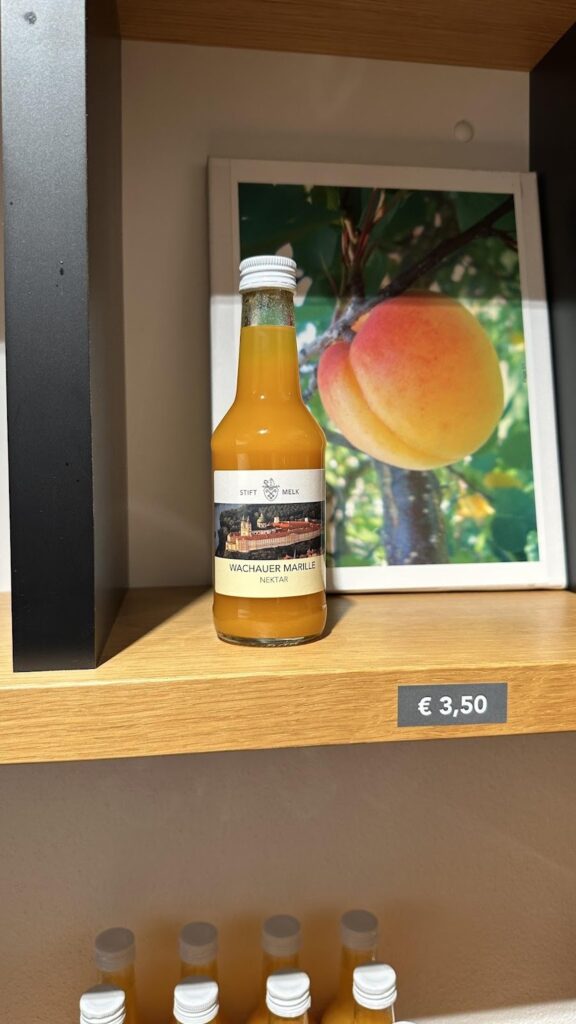 STIFT MELK
WACHAUER MARILLE
NEKTAR
€ 3,50